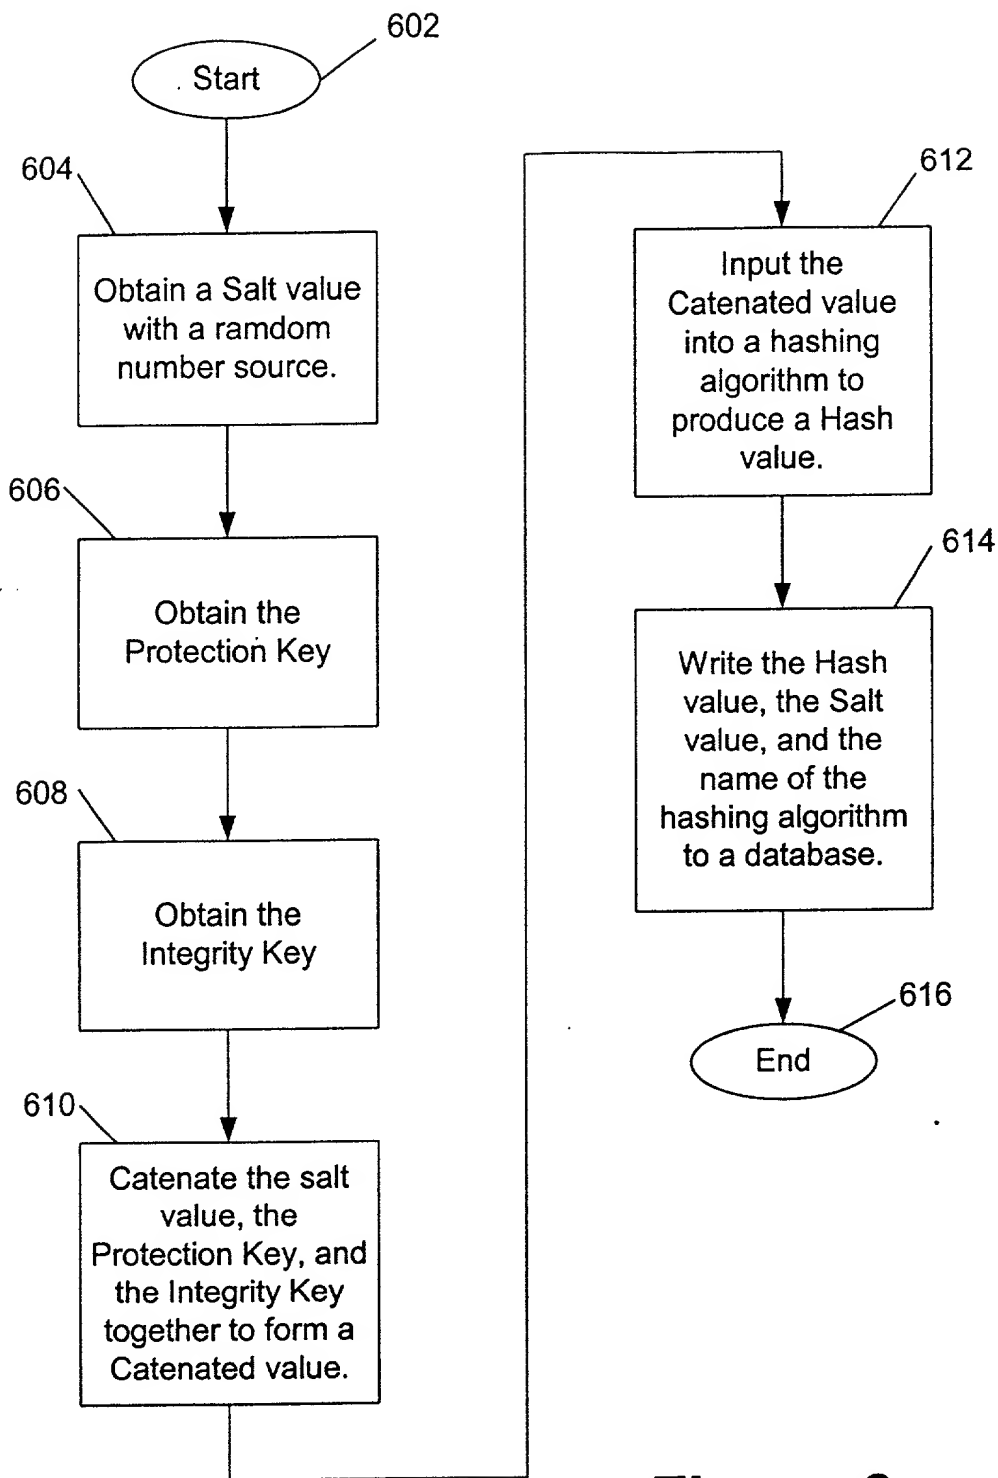 602
Start
604
Obtain a Salt value
with a ramdom
number source.
606
Obtain the
Protection Key
608
Obtain the
Integrity Key
610
Catenate the salt
value, the
Protection Key, and
the Integrity Key
together to form a
Catenated value.
612
Input the
Catenated value
into a hashing
algorithm to
produce a Hash
value.
614
Write the Hash
value, the Salt
value, and the
name of the
hashing algorithm
to a database.
616
End